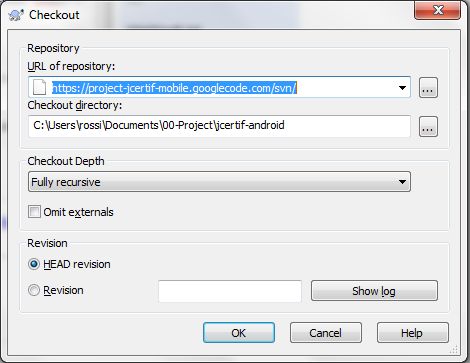 Checkout
Repository
URL of repository:
https://project-jcertif-mobile.googlecode.com/svn/
...
Checkout directory:
C:\Users\rossi\Documents\00-Project\jcertif-android
...
Checkout Depth
Fully recursive
Omit externals
Revision
HEAD revision
Revision
Show log
OK
Cancel
Help